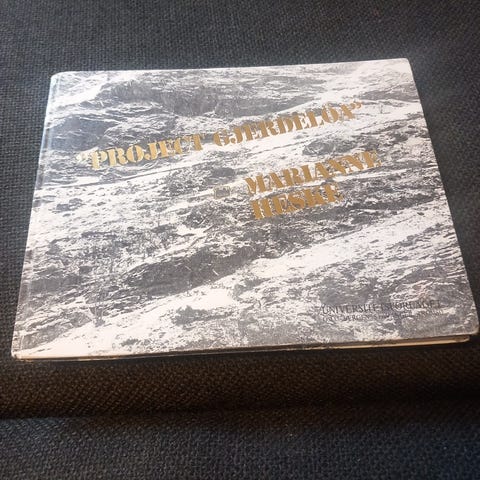 "PROJECT GJERDELØA"
MARIANNE
HESKE
UNIVERSITETSFORLAGET